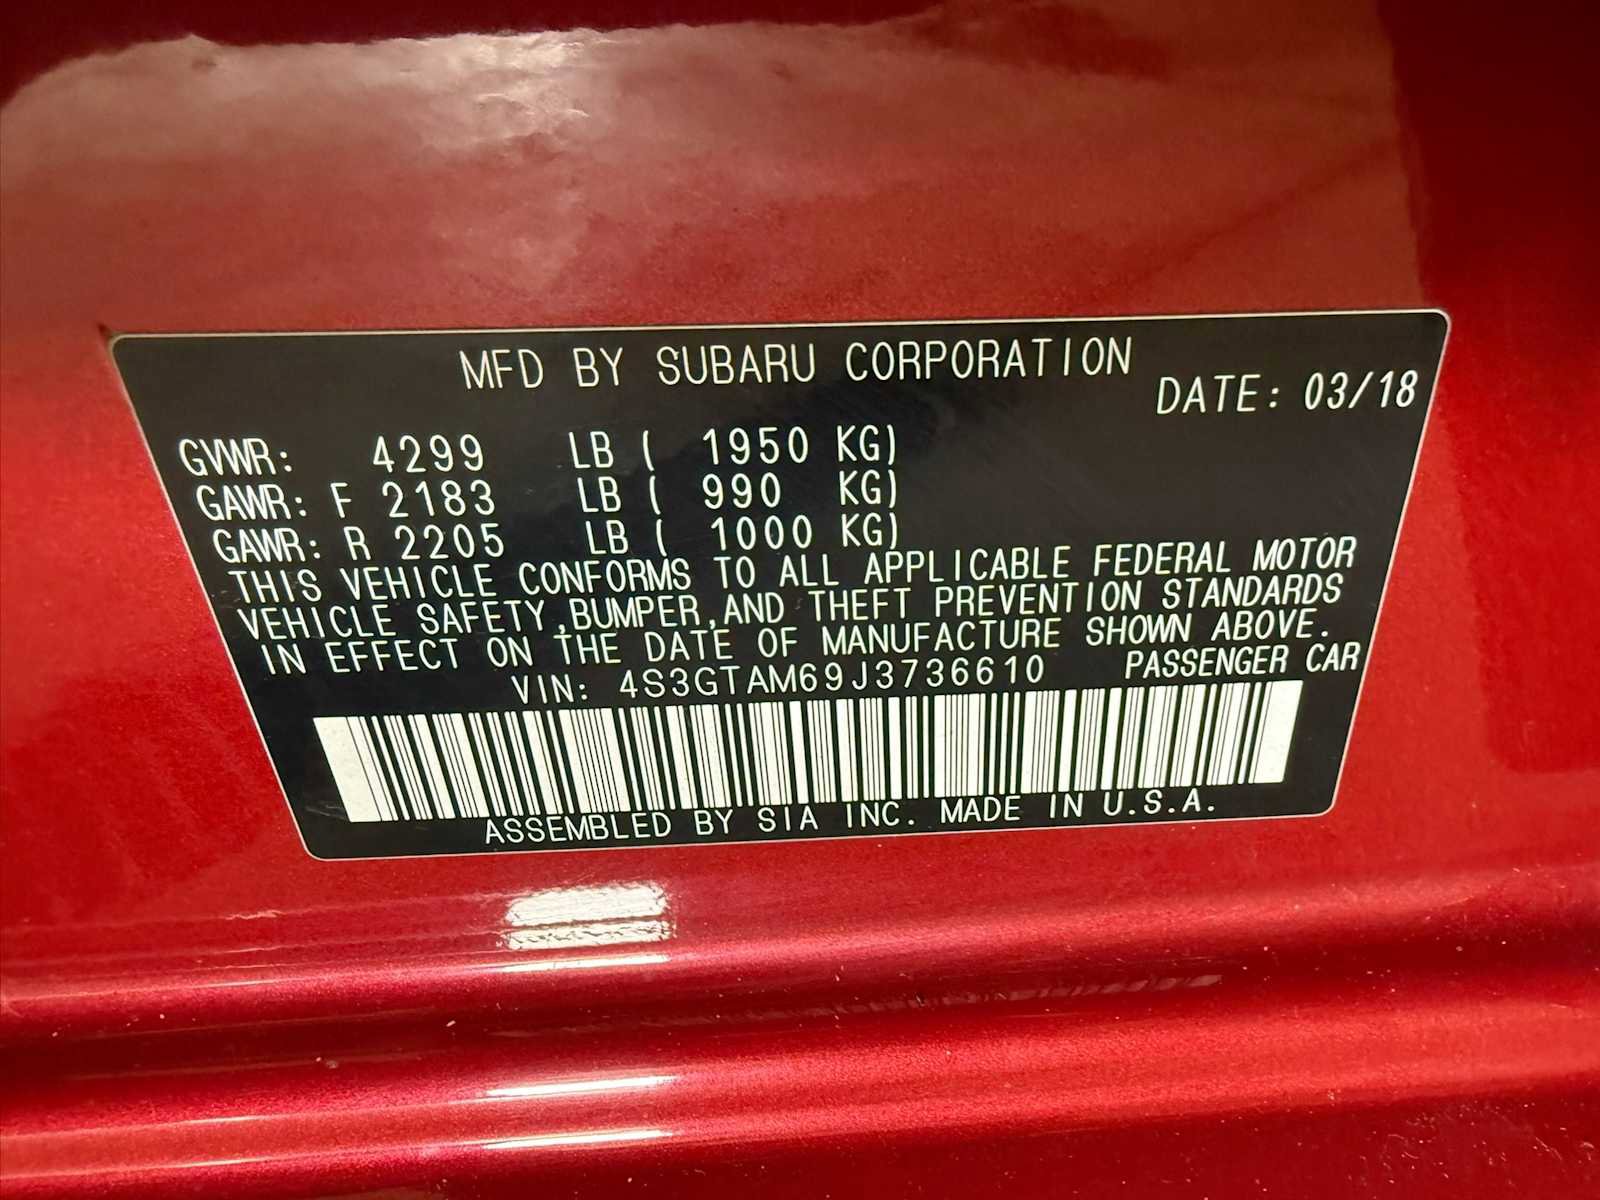 MFD BY SUBARU CORPORATION
DATE: 03/18
GVWR: 4299 LB ( 1950 KG)
GAWR: F 2183 LB ( 990 KG)
GAWR: R 2205 LB ( 1000 KG)
THIS VEHICLE CONFORMS TO ALL APPLICABLE FEDERAL MOTOR
VEHICLE SAFETY,BUMPER,AND THEFT PREVENTION STANDARDS
IN EFFECT ON THE DATE OF MANUFACTURE SHOWN ABOVE.
VIN: 4S3GTAM69J3736610 PASSENGER CAR
ASSEMBLED BY SIA INC. MADE IN U.S.A.